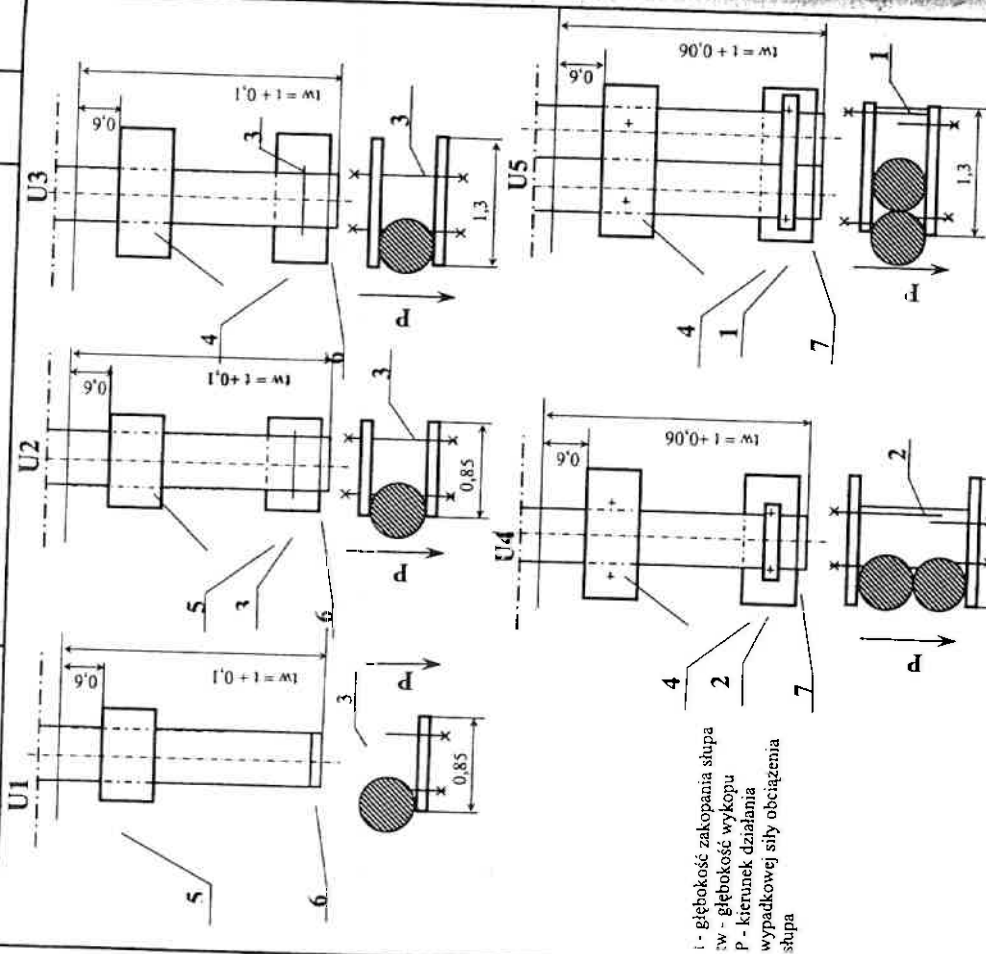 U1
0,6
tw = t + 0,1
5
6
3
P
0,85
U2
0,6
tw = t+0,1
5
3
6
P
3
0,85
U3
0,6
tw = t + 0,1
3
4
6
P
3
1,3
U4
0,6
tw = t +0,06
4
2
7
P
2
U5
0,6
tw = t + 0,06
4
1
7
P
1
1,3
t - głębokość zakopania słupa
tw - głębokość wykopu
P - kierunek działania
wypadkowej siły obciążenia
słupa